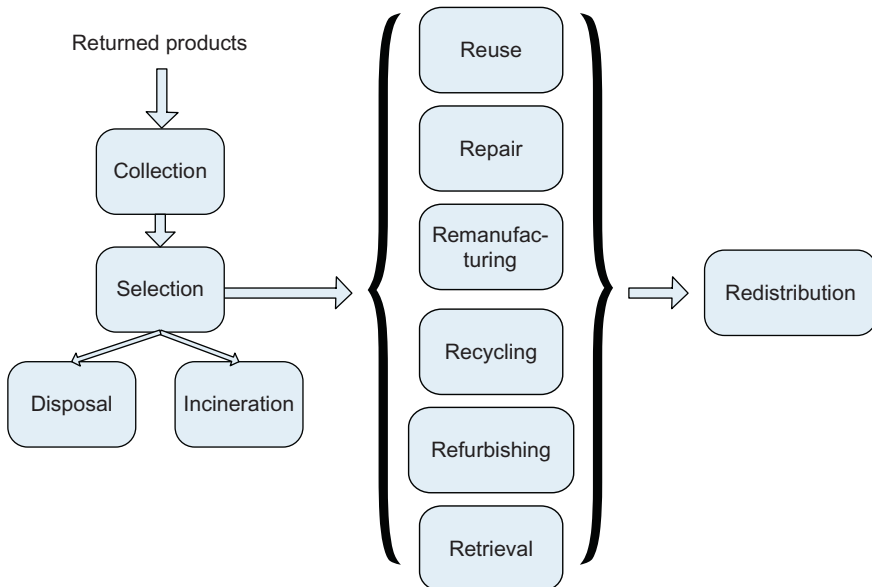 Returned products
Collection
Selection
Disposal
Incineration
Reuse
Repair
Remanufac-
turing
Recycling
Refurbishing
Retrieval
Redistribution